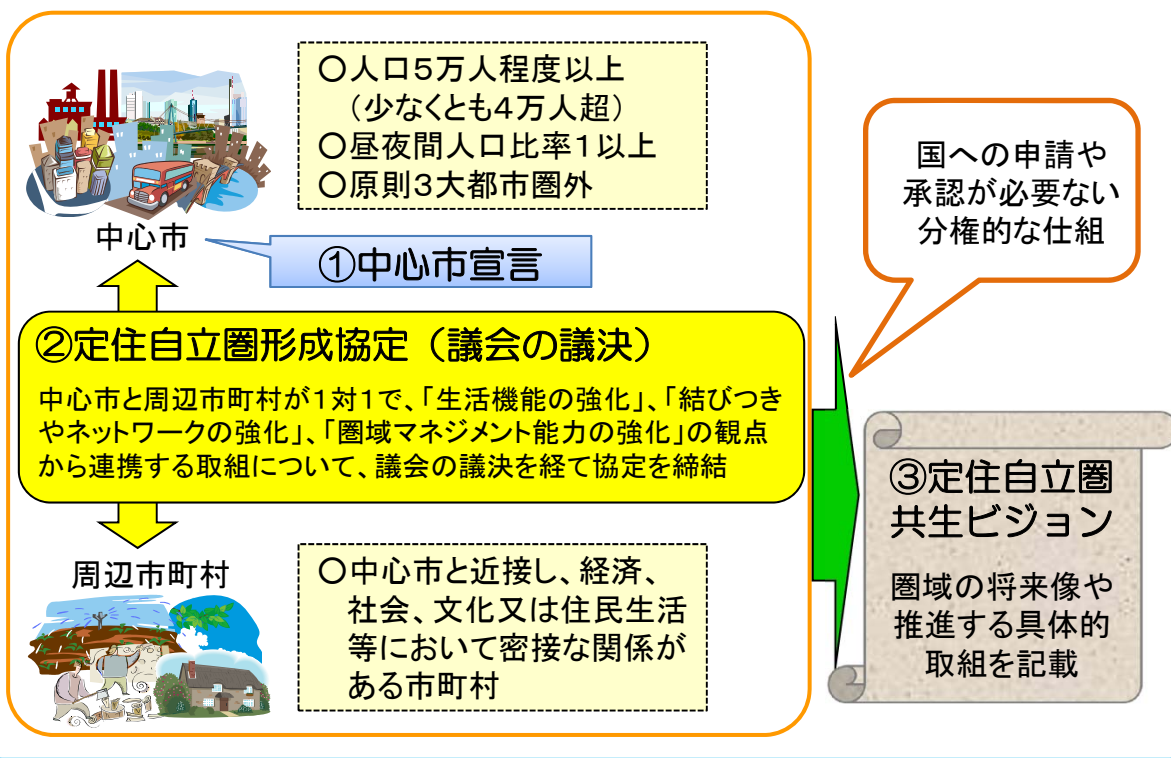 ○人口5万人程度以上
（少なくとも4万人超）
○昼夜間人口比率1以上
○原則3大都市圏外
中心市
①中心市宣言
②定住自立圏形成協定（議会の議決）
中心市と周辺市町村が1対1で、「生活機能の強化」、「結びつき
やネットワークの強化」、「圏域マネジメント能力の強化」の観点
から連携する取組について、議会の議決を経て協定を締結
周辺市町村
○中心市と近接し、経済、
社会、文化又は住民生活
等において密接な関係が
ある市町村
国への申請や
承認が必要ない
分権的な仕組
③定住自立圏
共生ビジョン
圏域の将来像や
推進する具体的
取組を記載